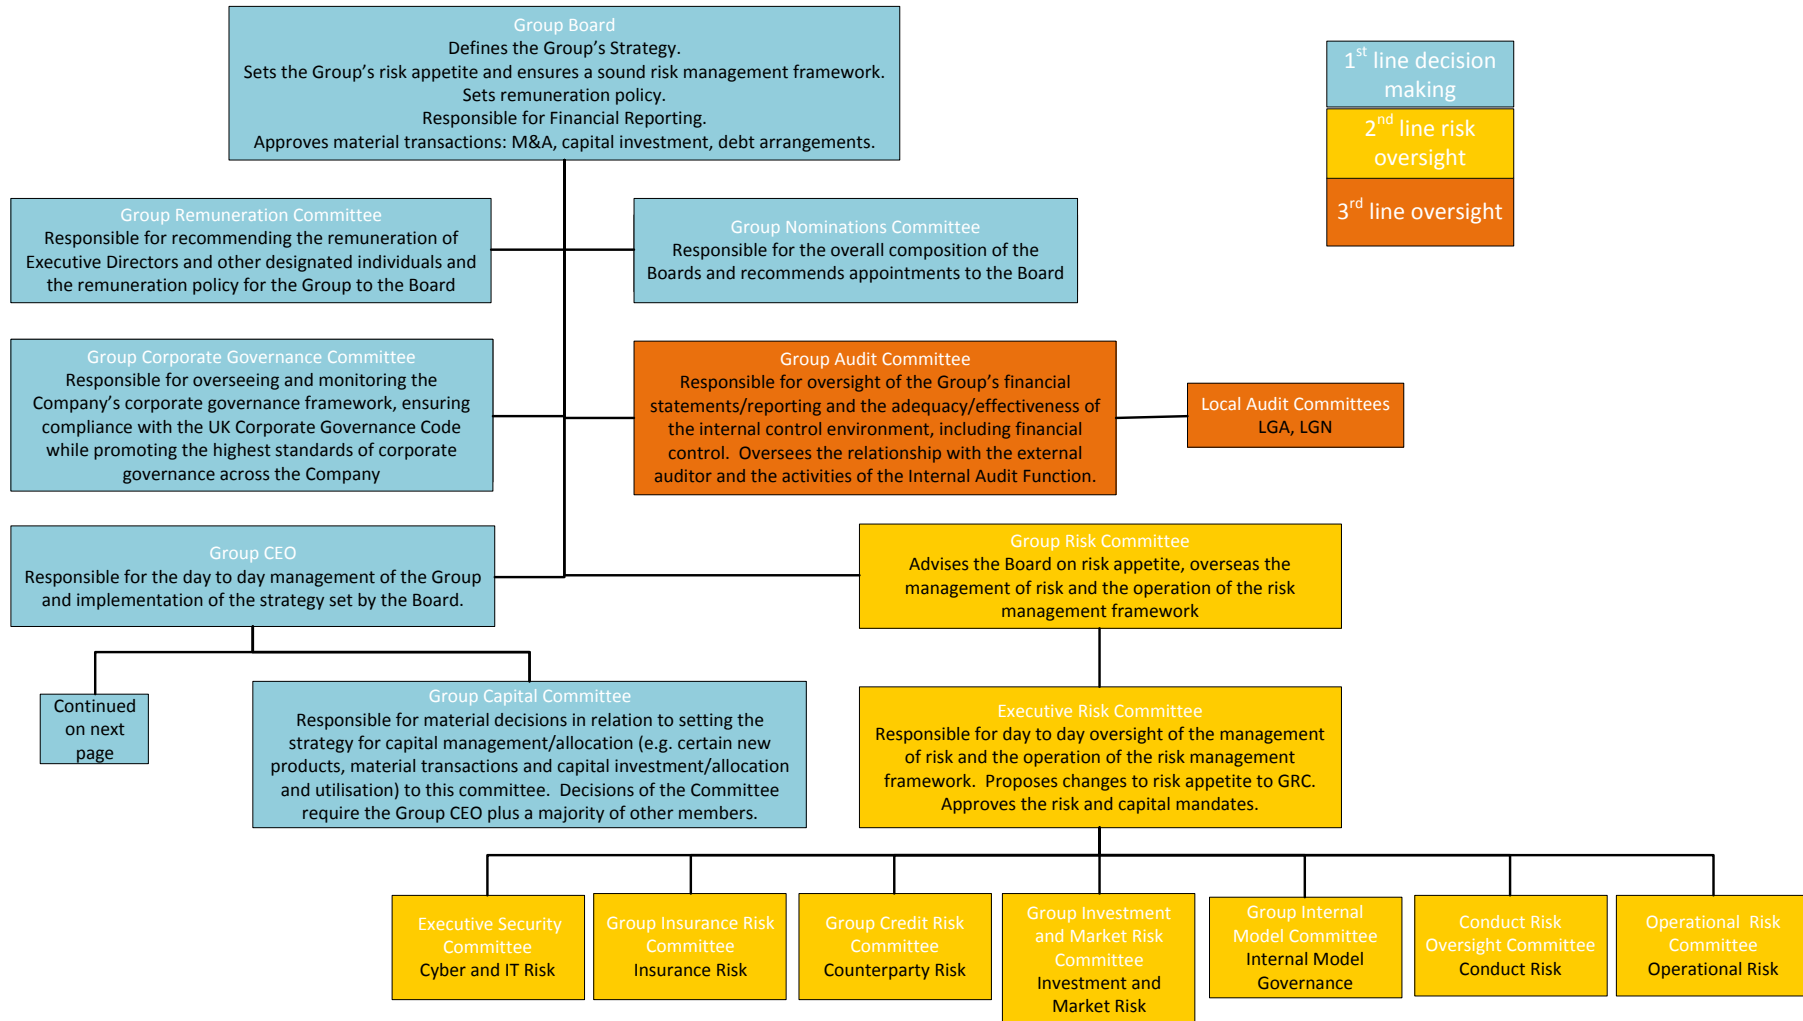 Group Board
Defines the Group's Strategy.
Sets the Group's risk appetite and ensures a sound risk management framework.
Sets remuneration policy.
Responsible for Financial Reporting.
Approves material transactions: M&A, capital investment, debt arrangements.
1st line decision
making
2nd line risk
oversight
3rd line oversight
Group Remuneration Committee
Responsible for recommending the remuneration of
Executive Directors and other designated individuals and
the remuneration policy for the Group to the Board
Group Nominations Committee
Responsible for the overall composition of the
Boards and recommends appointments to the Board
Group Corporate Governance Committee
Responsible for overseeing and monitoring the
Company's corporate governance framework, ensuring
compliance with the UK Corporate Governance Code
while promoting the highest standards of corporate
governance across the Company
Group Audit Committee
Responsible for oversight of the Group's financial
statements/reporting and the adequacy/effectiveness of
the internal control environment, including financial
control.  Oversees the relationship with the external
auditor and the activities of the Internal Audit Function.
Local Audit Committees
LGA, LGN
Group CEO
Responsible for the day to day management of the Group
and implementation of the strategy set by the Board.
Group Risk Committee
Advises the Board on risk appetite, overseas the
management of risk and the operation of the risk
management framework
Continued
on next
page
Group Capital Committee
Responsible for material decisions in relation to setting the
strategy for capital management/allocation (e.g. certain new
products, material transactions and capital investment/allocation
and utilisation) to this committee.  Decisions of the Committee
require the Group CEO plus a majority of other members.
Executive Risk Committee
Responsible for day to day oversight of the management
of risk and the operation of the risk management
framework.  Proposes changes to risk appetite to GRC.
Approves the risk and capital mandates.
Executive Security
Committee
Cyber and IT Risk
Group Insurance Risk
Committee
Insurance Risk
Group Credit Risk
Committee
Counterparty Risk
Group Investment
and Market Risk
Committee
Investment and
Market Risk
Group Internal
Model Committee
Internal Model
Governance
Conduct Risk
Oversight Committee
Conduct Risk
Operational  Risk
Committee
Operational Risk